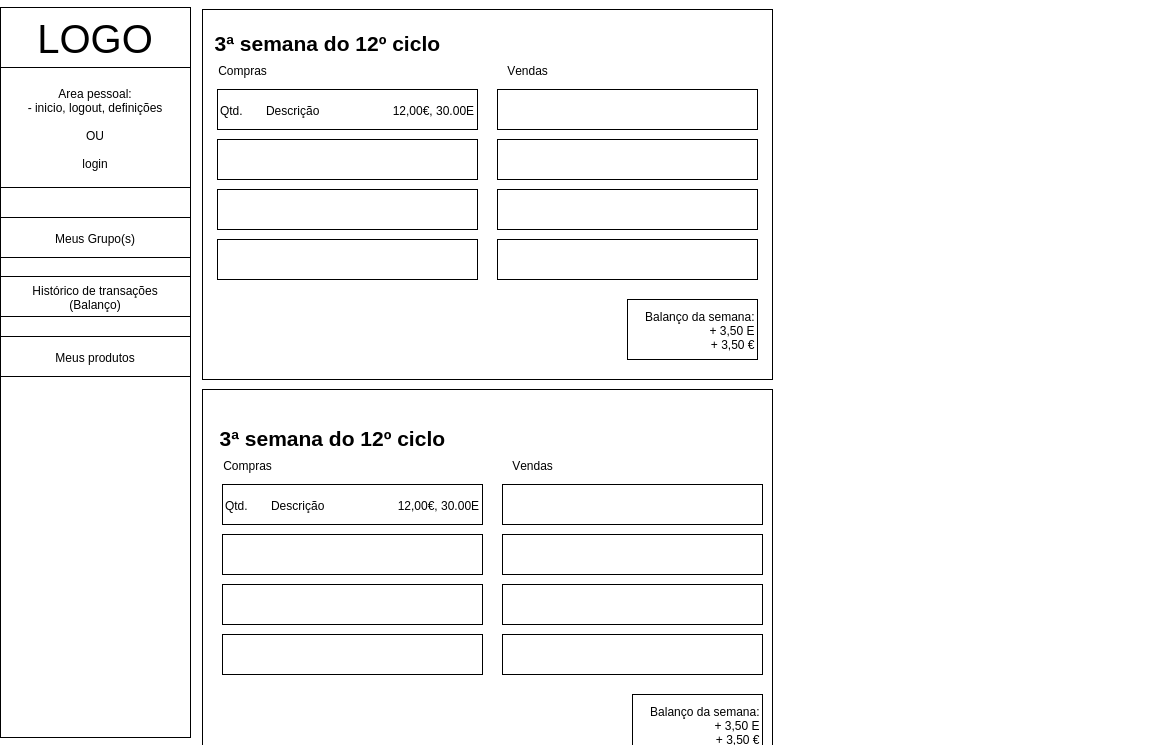 LOGO
Area pessoal:
- inicio, logout, definições
OU
login
Meus Grupo(s)
Histórico de transações
(Balanço)
Meus produtos
3ª semana do 12º ciclo
Compras
Vendas
Qtd. Descrição 12,00€, 30.00E
Balanço da semana:
+ 3,50 E
+ 3,50 €
3ª semana do 12º ciclo
Compras
Vendas
Qtd. Descrição 12,00€, 30.00E
Balanço da semana:
+ 3,50 E
+ 3,50 €